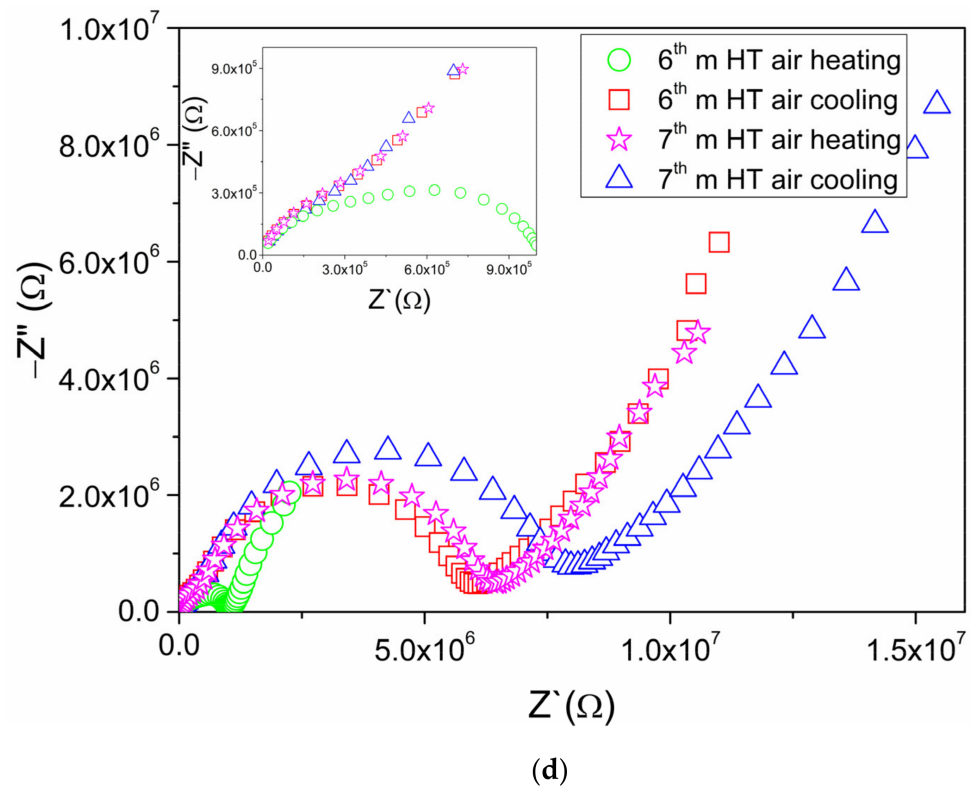 1.0x10⁷
8.0x10⁶
6.0x10⁶
4.0x10⁶
2.0x10⁶
0.0
−Z" (Ω)
0.0
5.0x10⁶
1.0x10⁷
1.5x10⁷
Z`(Ω)
9.0x10⁵
6.0x10⁵
3.0x10⁵
0.0
−Z" (Ω)
0.0
3.0x10⁵
6.0x10⁵
9.0x10⁵
Z`(Ω)
6ᵗʰ m HT air heating
6ᵗʰ m HT air cooling
7ᵗʰ m HT air heating
7ᵗʰ m HT air cooling
(d)